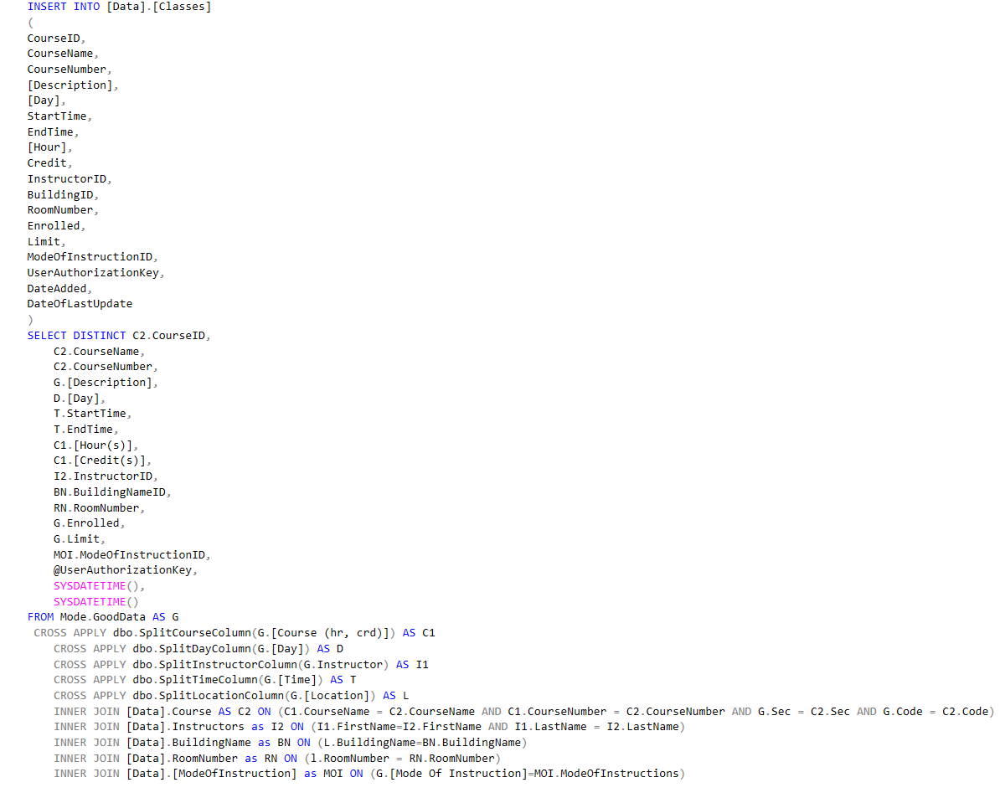 INSERT INTO [Data].[Classes]
(
CourseID,
CourseName,
CourseNumber,
[Description],
[Day],
StartTime,
EndTime,
[Hour],
Credit,
InstructorID,
BuildingID,
RoomNumber,
Enrolled,
Limit,
ModeOfInstructionID,
UserAuthorizationKey,
DateAdded,
DateOfLastUpdate
)
SELECT DISTINCT C2.CourseID,
C2.CourseName,
C2.CourseNumber,
G.[Description],
D.[Day],
T.StartTime,
T.EndTime,
C1.[Hour(s)],
C1.[Credit(s)],
I2.InstructorID,
BN.BuildingNameID,
RN.RoomNumber,
G.Enrolled,
G.Limit,
MOI.ModeOfInstructionID,
@UserAuthorizationKey,
SYSDATETIME(),
SYSDATETIME()
FROM Mode.GoodData AS G
CROSS APPLY dbo.SplitCourseColumn(G.[Course (hr, crd)]) AS C1
CROSS APPLY dbo.SplitDayColumn(G.[Day]) AS D
CROSS APPLY dbo.SplitInstructorColumn(G.Instructor) AS I1
CROSS APPLY dbo.SplitTimeColumn(G.[Time]) AS T
CROSS APPLY dbo.SplitLocationColumn(G.[Location]) AS L
INNER JOIN [Data].Course AS C2 ON (C1.CourseName = C2.CourseName AND C1.CourseNumber = C2.CourseNumber AND G.Sec = C2.Sec AND G.Code = C2.Code)
INNER JOIN [Data].Instructors as I2 ON (I1.FirstName=I2.FirstName AND I1.LastName = I2.LastName)
INNER JOIN [Data].BuildingName as BN ON (L.BuildingName=BN.BuildingName)
INNER JOIN [Data].RoomNumber as RN ON (l.RoomNumber = RN.RoomNumber)
INNER JOIN [Data].[ModeOfInstruction] as MOI ON (G.[Mode Of Instruction]=MOI.ModeOfInstructions)